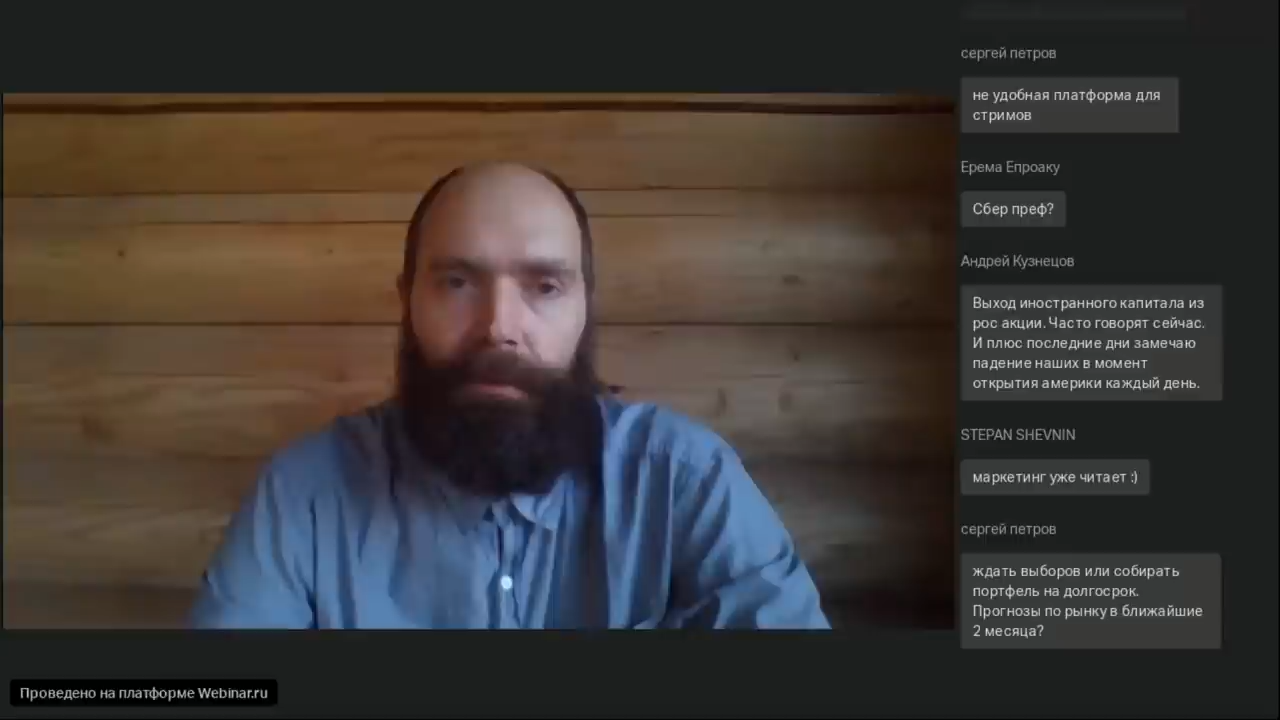 сергей петров
не удобная платформа для
стримов
Ерема Епроаку
Сбер преф?
Андрей Кузнецов
Выход иностранного капитала из
рос акции. Часто говорят сейчас.
И плюс последние дни замечаю
падение наших в момент
открытия америки каждый день.
STEPAN SHEVNIN
маркетинг уже читает :)
сергей петров
ждать выборов или собирать
портфель на долгосрок.
Прогнозы по рынку в ближайшие
2 месяца?
Проведено на платформе Webinar.ru